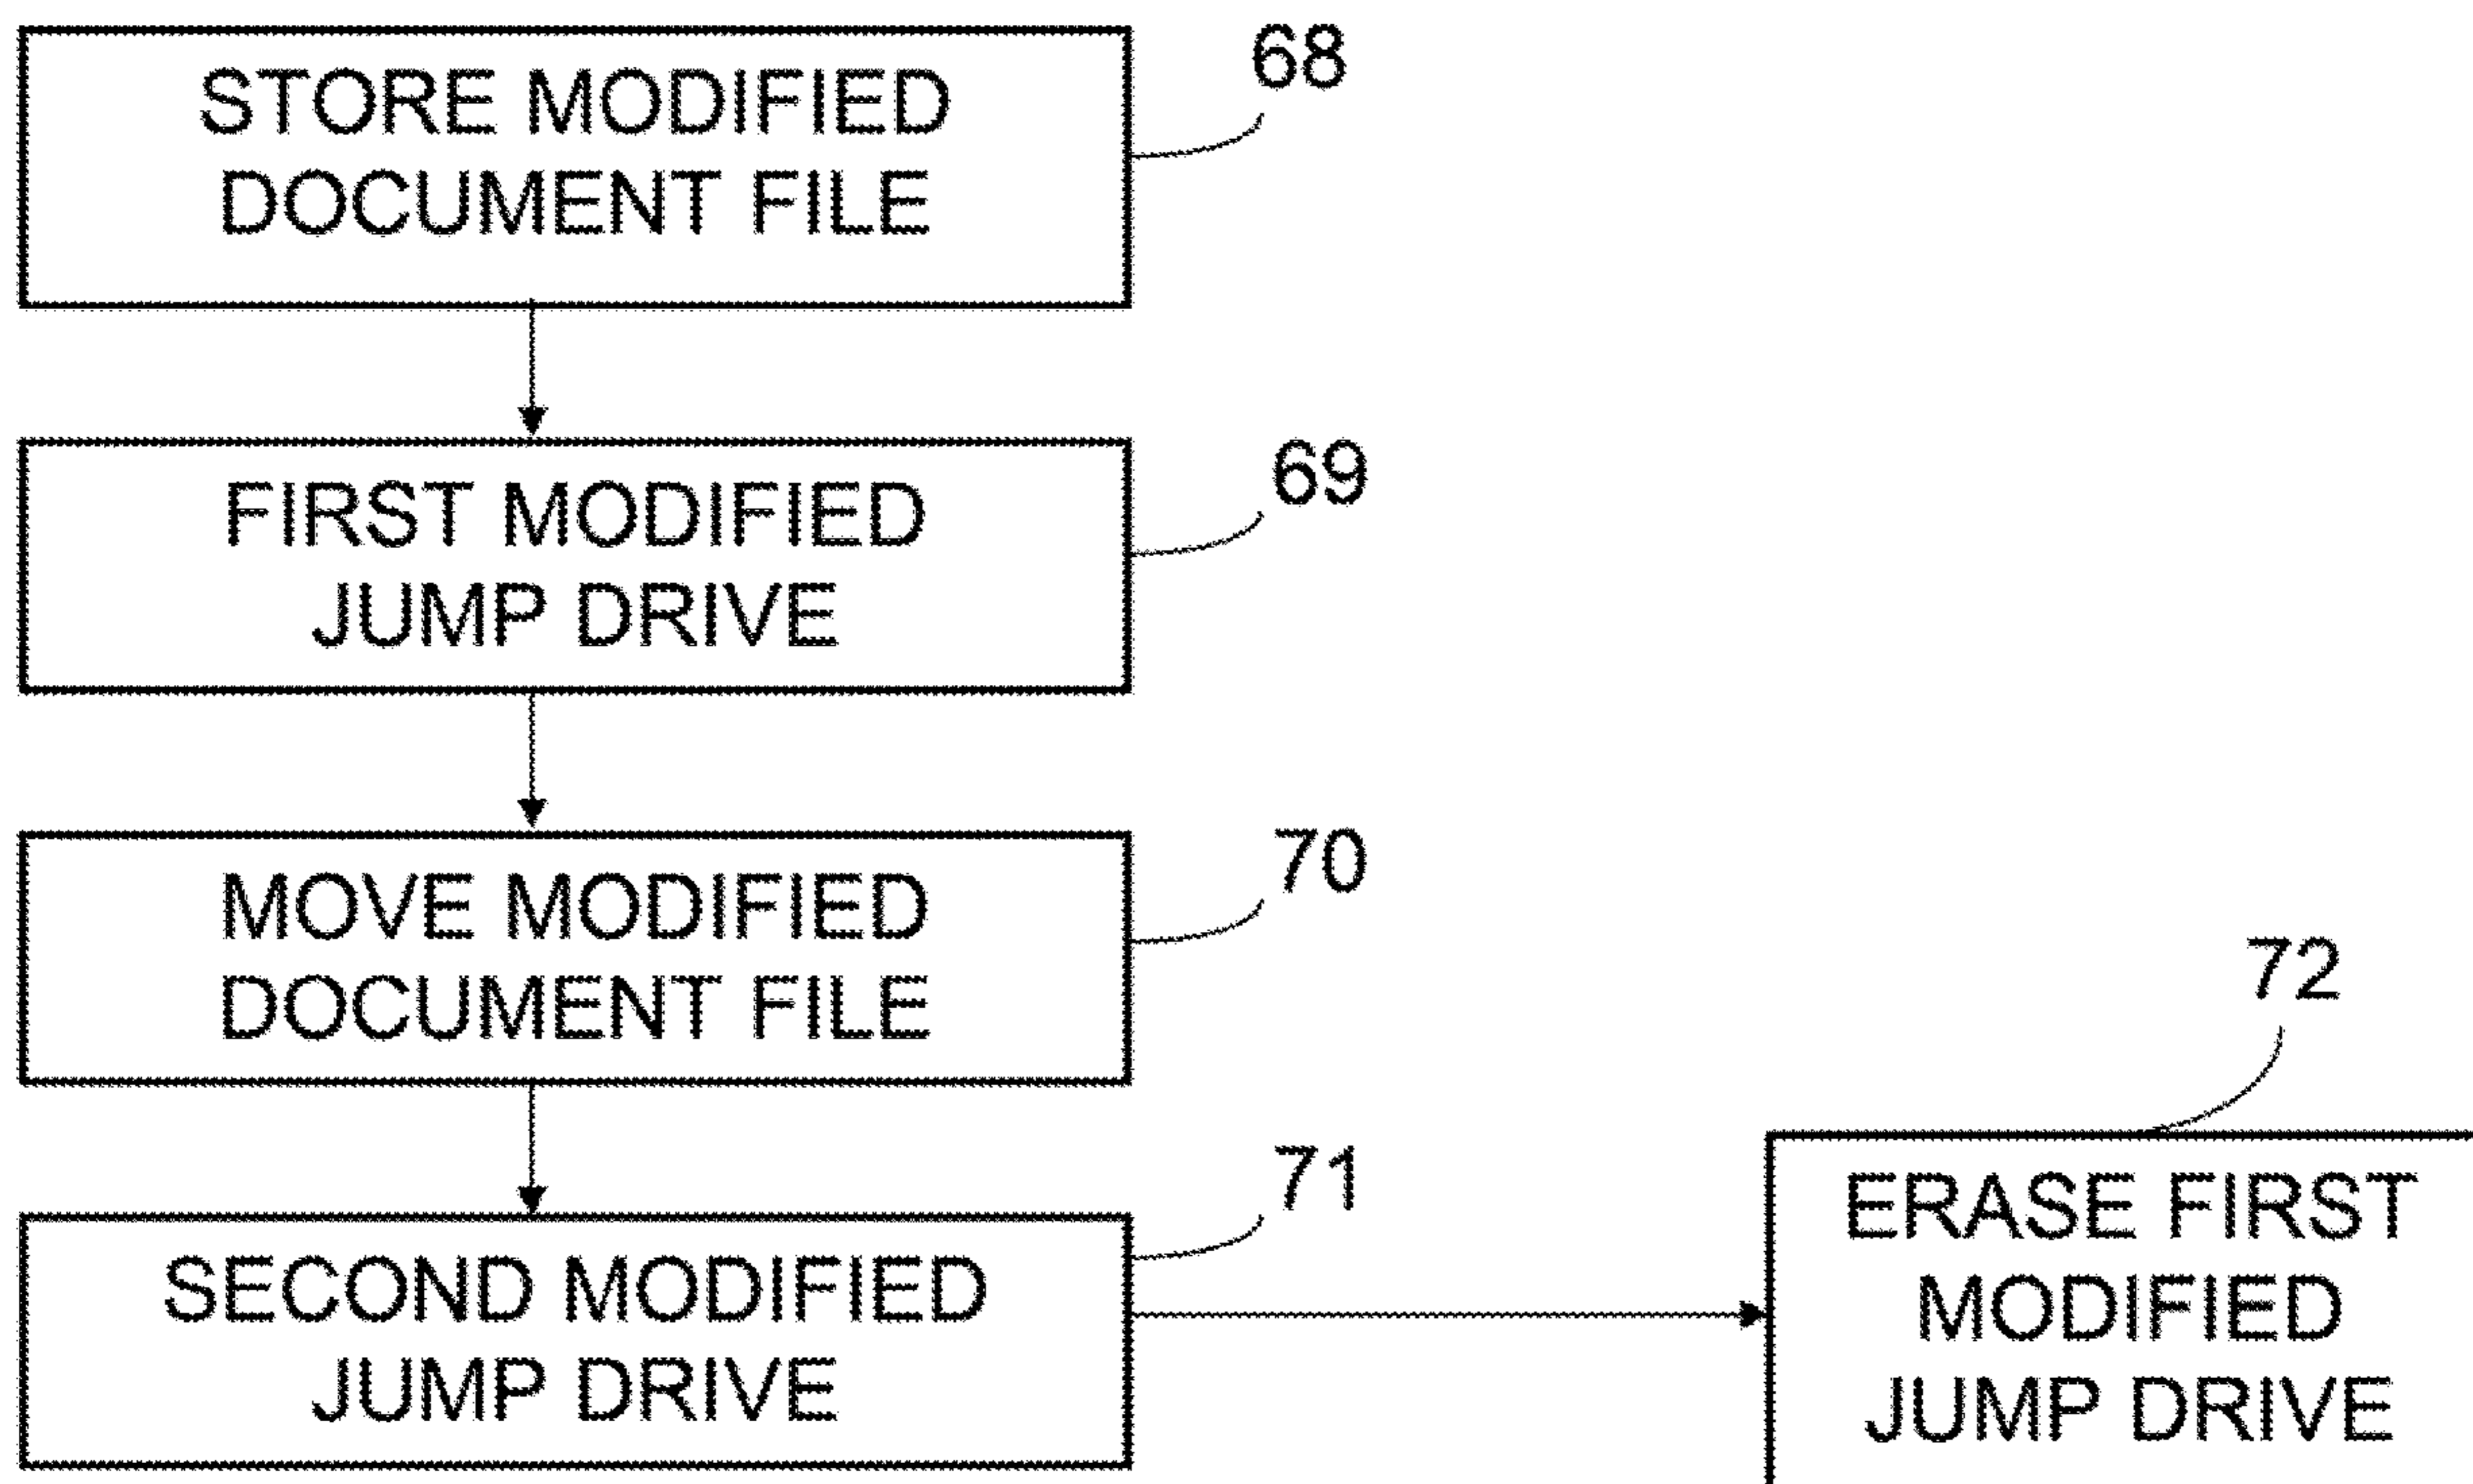 STORE MODIFIED
DOCUMENT FILE
68
FIRST MODIFIED
JUMP DRIVE
69
MOVE MODIFIED
DOCUMENT FILE
70
SECOND MODIFIED
JUMP DRIVE
71
72
ERASE FIRST
MODIFIED
JUMP DRIVE